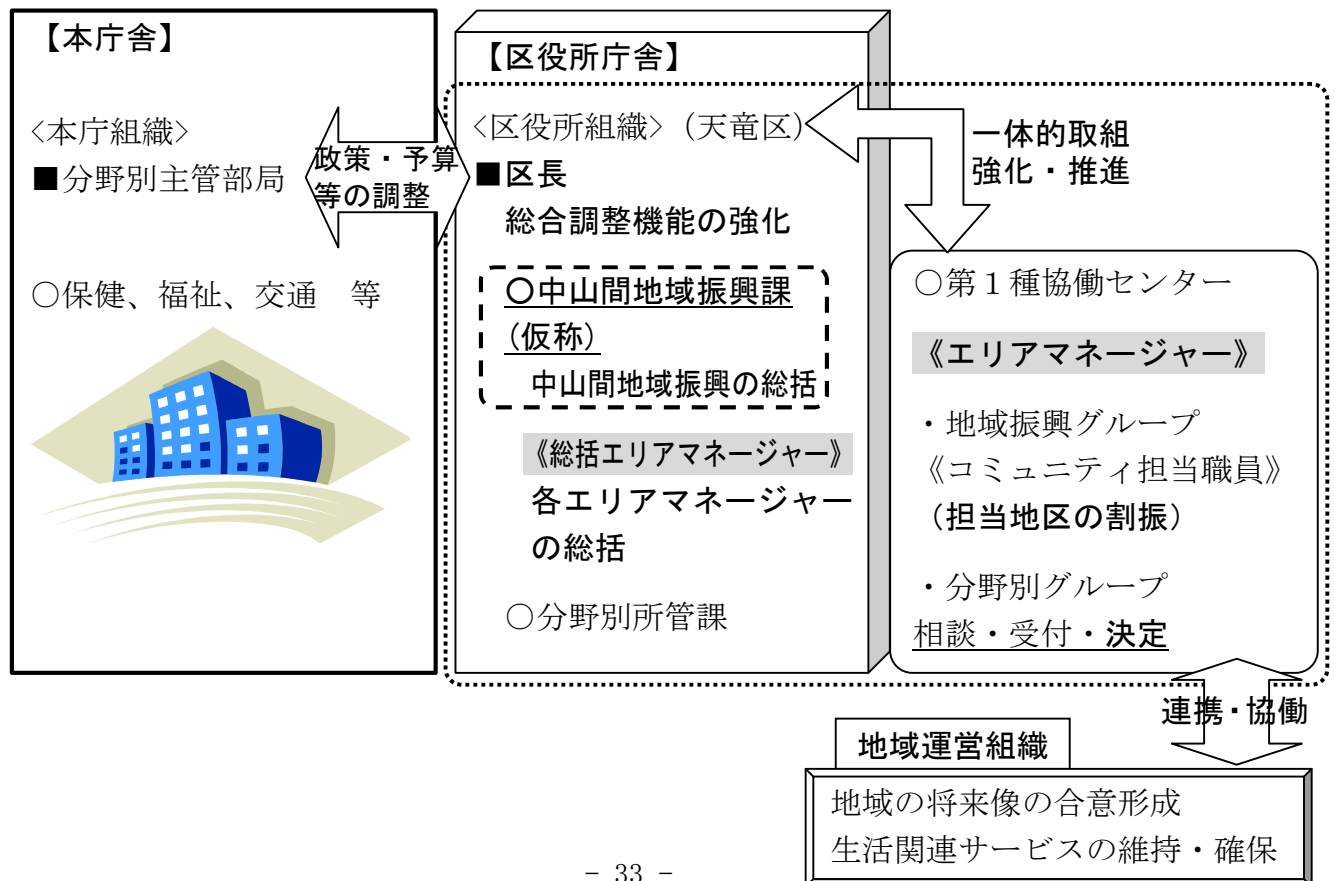 【本庁舎】
<本庁組織>
■分野別主管部局
○保健、福祉、交通　等
政策・予算
等の調整
【区役所庁舎】
<区役所組織>（天竜区）
■区長
総合調整機能の強化
○中山間地域振興課
(仮称)
中山間地域振興の総括
《総括エリアマネージャー》
各エリアマネージャー
の総括
○分野別所管課
一体的取組
強化・推進
○第１種協働センター
《エリアマネージャー》
・地域振興グループ
《コミュニティ担当職員》
（担当地区の割振）
・分野別グループ
相談・受付・決定
連携・協働
地域運営組織
地域の将来像の合意形成
生活関連サービスの維持・確保
- 33 -